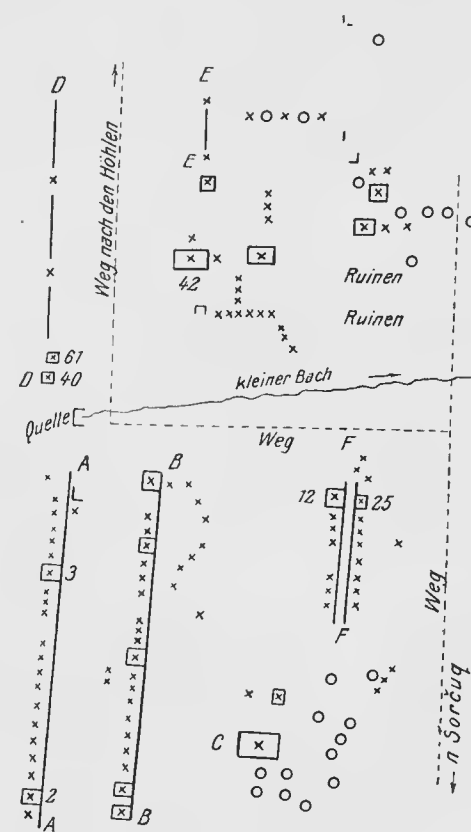 D
E
E
Weg nach den Höhlen
42
Ruinen
Ruinen
61
D 40
kleiner Bach
Quelle
Weg
A
B
F
12
25
3
Weg
F
C
n Sorčuq
2
A
B